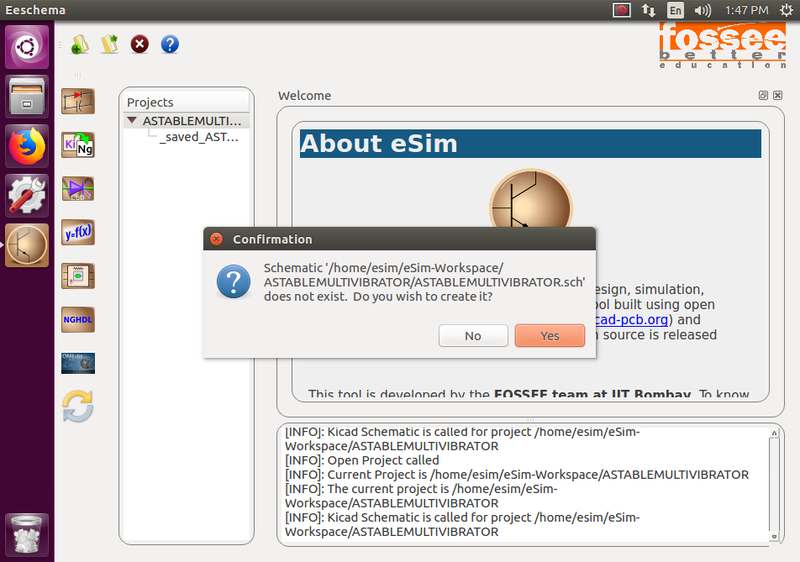 Eeschema
En
1:47 PM
fossee
better
education
Projects
ASTABLEMULTIV...
_saved_AST...
Welcome
About eSim
Ki
Ng
y=f(x)
NGHDL
Confirmation
Schematic '/home/esim/eSim-Workspace/
ASTABLEMULTIVIBRATOR/ASTABLEMULTIVIBRATOR.sch'
does not exist. Do you wish to create it?
No
Yes
esign, simulation,
ool built using open
cad-pcb.org) and
source is released
This tool is developed by the FOSSEE team at IIT Bombay. To know
[INFO]: Kicad Schematic is called for project /home/esim/eSim-
Workspace/ASTABLEMULTIVIBRATOR
[INFO]: Open Project called
[INFO]: Current Project is /home/esim/eSim-Workspace/ASTABLEMULTIVIBRATOR
[INFO]: The current project is /home/esim/eSim-
Workspace/ASTABLEMULTIVIBRATOR
[INFO]: Kicad Schematic is called for project /home/esim/eSim-
Workspace/ASTABLEMULTIVIBRATOR